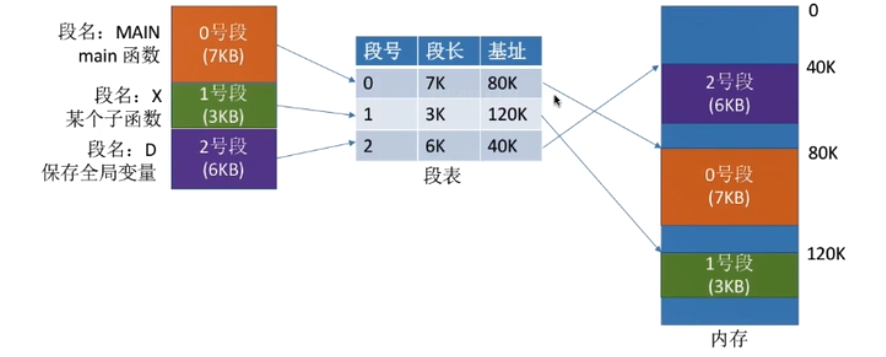 段名：MAIN
main 函数
段名：X
某个子函数
段名：D
保存全局变量
0号段
(7KB)
1号段
(3KB)
2号段
(6KB)
段号 段长 基址
0 7K 80K
1 3K 120K
2 6K 40K
段表
0
40K
80K
120K
2号段
(6KB)
0号段
(7KB)
1号段
(3KB)
内存